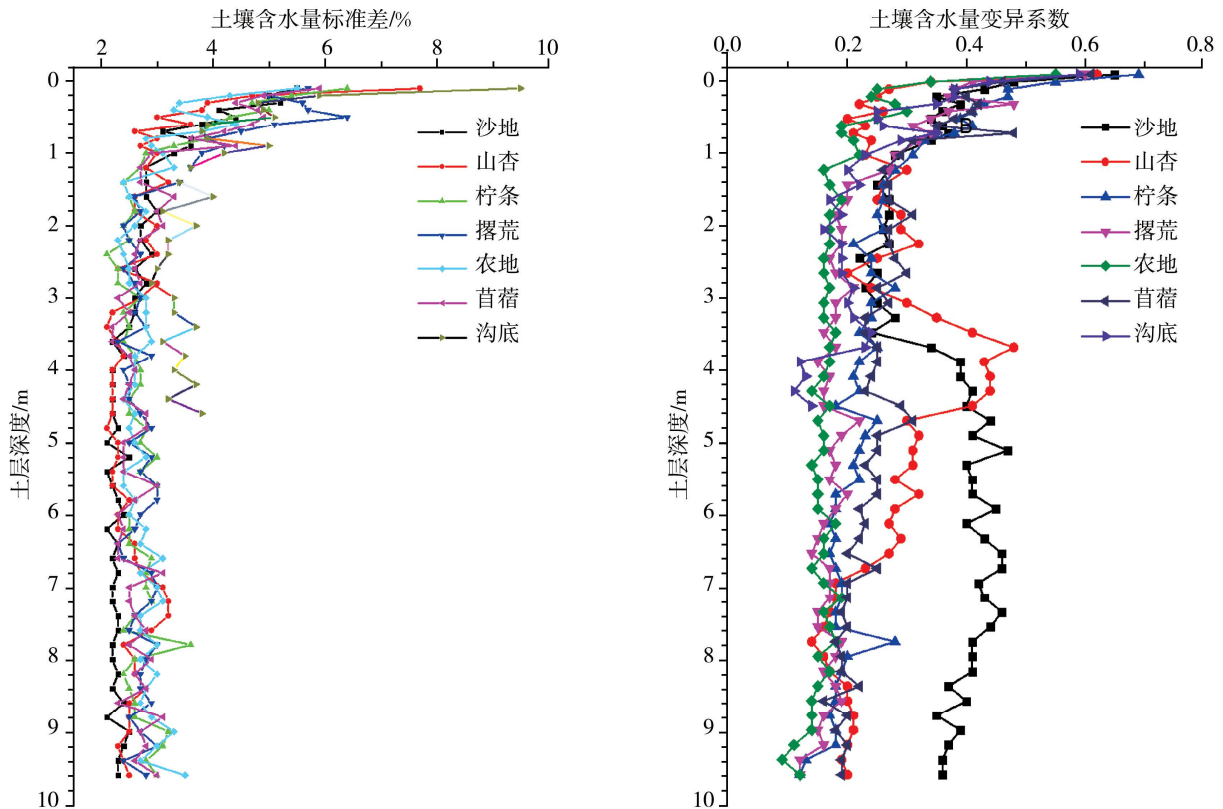 土壤含水量标准差/%
2 4 6 8 10
0
1
2
3
4
5
6
7
8
9
10
土层深度/m
沙地
山杏
柠条
撂荒
农地
苜蓿
沟底
土壤含水量变异系数
0.0 0.2 0.4 0.6 0.8
0
1
2
3
4
5
6
7
8
9
10
土层深度/m
B
沙地
山杏
柠条
撂荒
农地
苜蓿
沟底